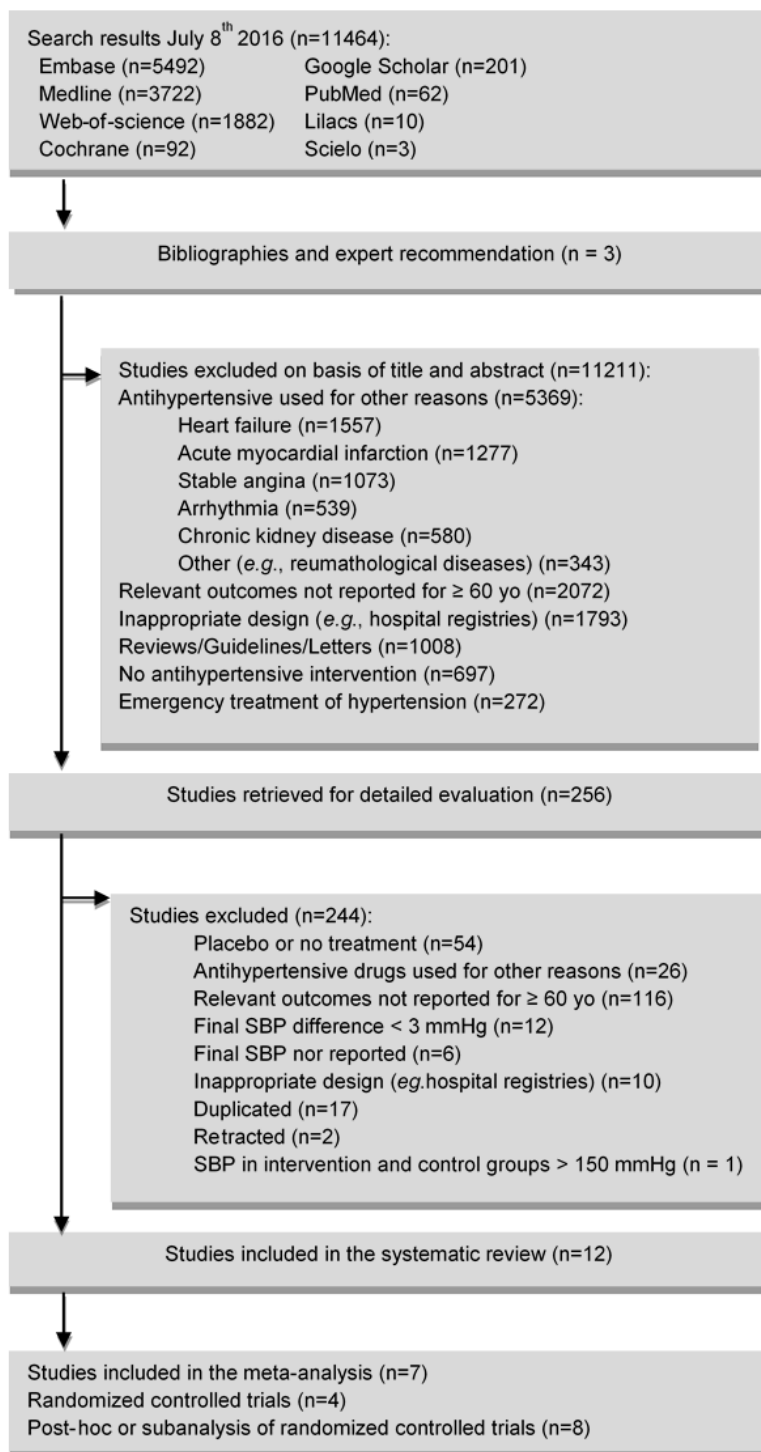 Search results July 8th 2016 (n=11464):
Embase (n=5492) Google Scholar (n=201)
Medline (n=3722) PubMed (n=62)
Web-of-science (n=1882) Lilacs (n=10)
Cochrane (n=92) Scielo (n=3)
Bibliographies and expert recommendation (n = 3)
Studies excluded on basis of title and abstract (n=11211):
Antihypertensive used for other reasons (n=5369):
Heart failure (n=1557)
Acute myocardial infarction (n=1277)
Stable angina (n=1073)
Arrhythmia (n=539)
Chronic kidney disease (n=580)
Other (e.g., reumathological diseases) (n=343)
Relevant outcomes not reported for ≥ 60 yo (n=2072)
Inappropriate design (e.g., hospital registries) (n=1793)
Reviews/Guidelines/Letters (n=1008)
No antihypertensive intervention (n=697)
Emergency treatment of hypertension (n=272)
Studies retrieved for detailed evaluation (n=256)
Studies excluded (n=244):
Placebo or no treatment (n=54)
Antihypertensive drugs used for other reasons (n=26)
Relevant outcomes not reported for ≥ 60 yo (n=116)
Final SBP difference < 3 mmHg (n=12)
Final SBP nor reported (n=6)
Inappropriate design (eg.hospital registries) (n=10)
Duplicated (n=17)
Retracted (n=2)
SBP in intervention and control groups > 150 mmHg (n = 1)
Studies included in the systematic review (n=12)
Studies included in the meta-analysis (n=7)
Randomized controlled trials (n=4)
Post-hoc or subanalysis of randomized controlled trials (n=8)